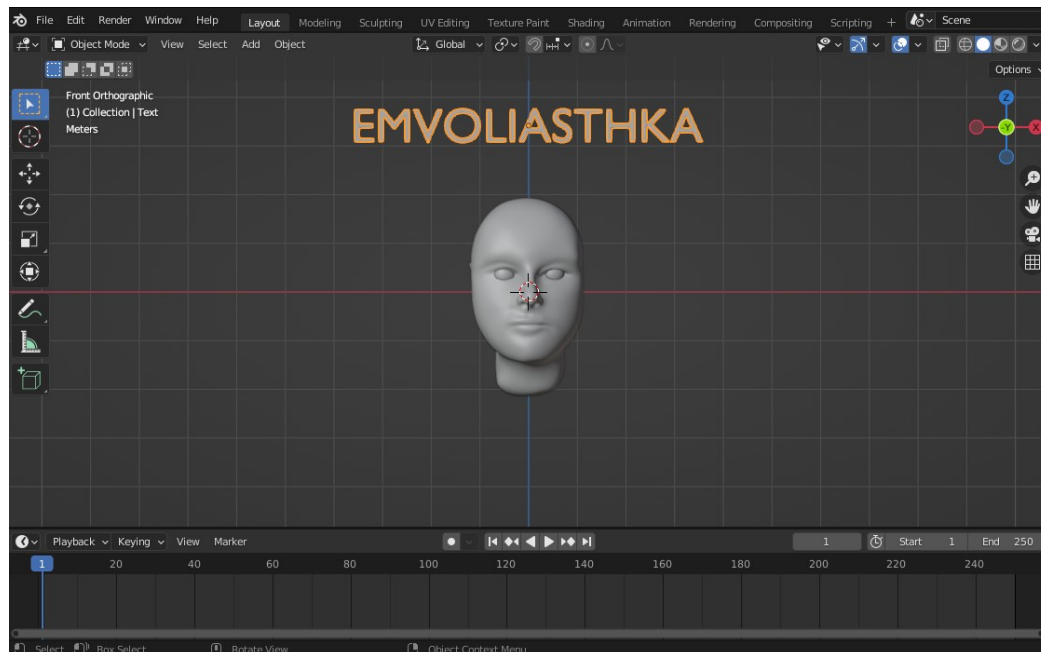 File Edit Render Window Help Layout Modeling Sculpting UV Editing Texture Paint Shading Animation Rendering Compositing Scripting + Scene
Object Mode View Select Add Object Global
Options
Front Orthographic
(1) Collection | Text
Meters
EMVOLIASTHKA
Z
-Y
X
Playback Keying View Marker 1 Start 1 End 250
1 20 40 60 80 100 120 140 160 180 200 220 240
Select Box Select Rotate View Object Context Menu